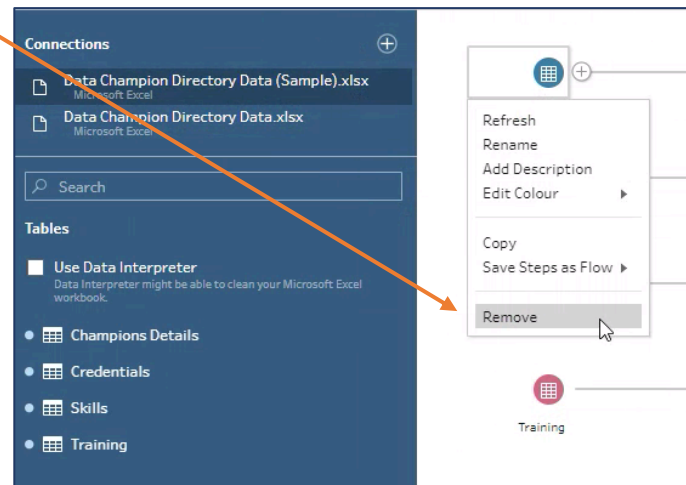 Connections
Data Champion Directory Data (Sample).xlsx
Microsoft Excel
Data Champion Directory Data.xlsx
Microsoft Excel
Search
Tables
Use Data Interpreter
Data Interpreter might be able to clean your Microsoft Excel
workbook.
Champions Details
Credentials
Skills
Training
Refresh
Rename
Add Description
Edit Colour
Copy
Save Steps as Flow
Remove
Training